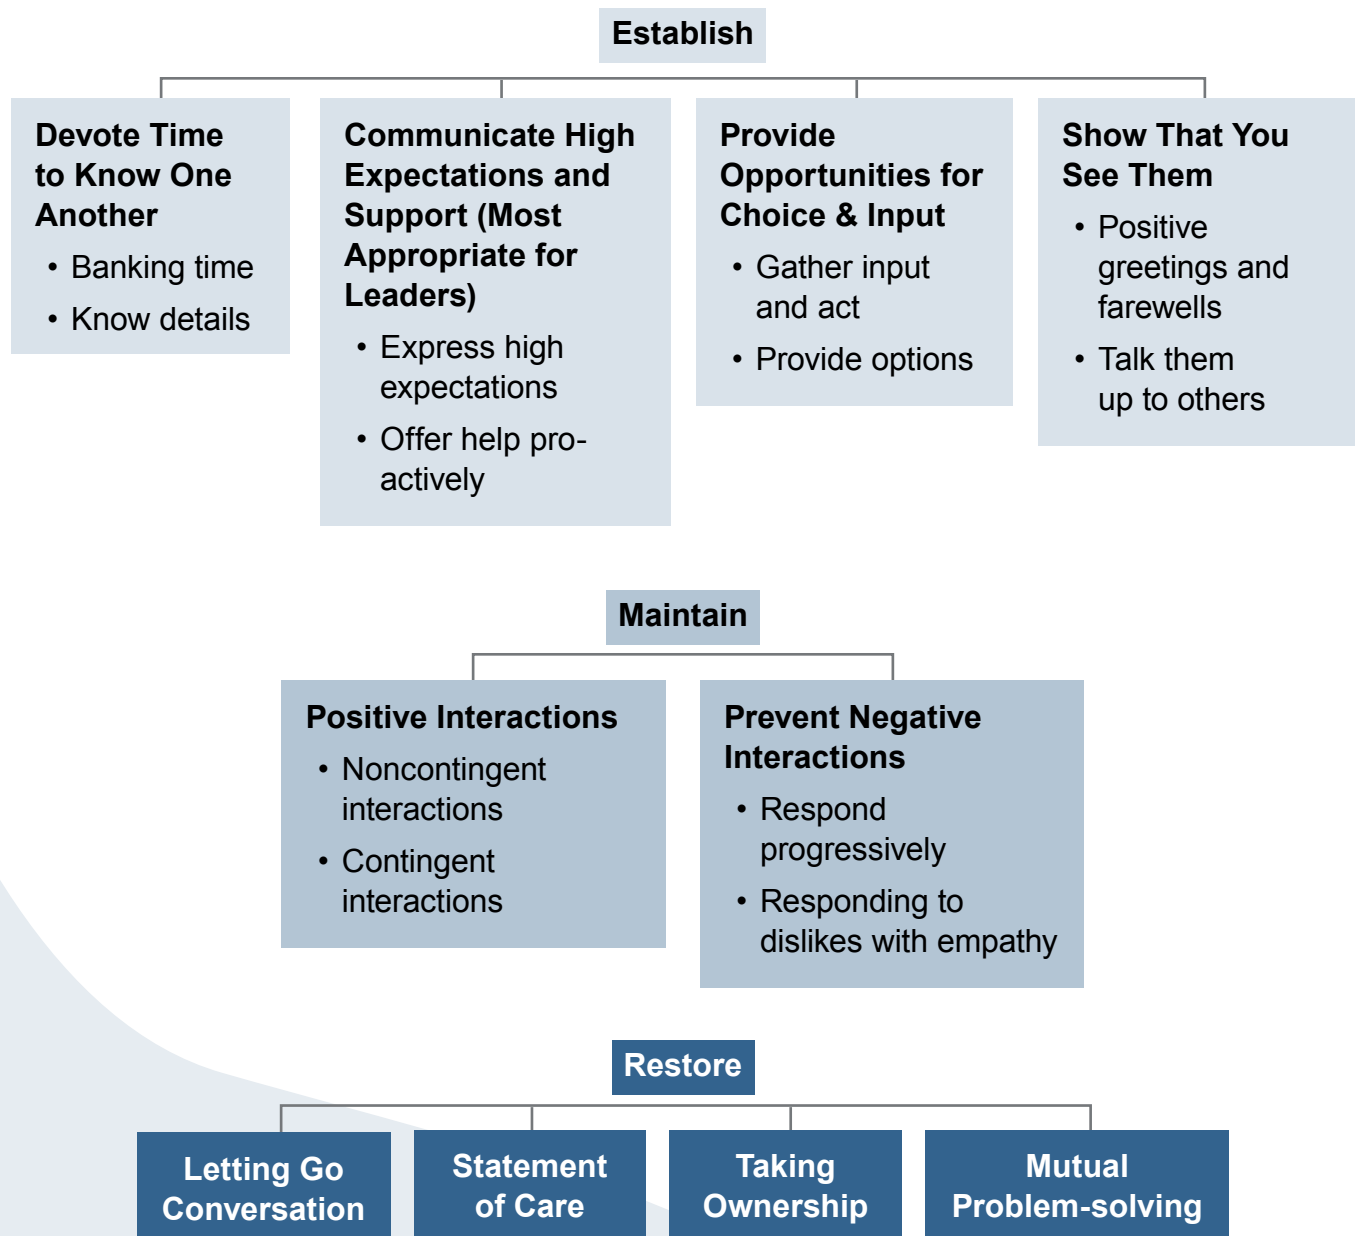 Establish
Devote Time
to Know One
Another
• Banking time
• Know details
Communicate High
Expectations and
Support (Most
Appropriate for
Leaders)
• Express high
expectations
• Offer help pro-
actively
Provide
Opportunities for
Choice & Input
• Gather input
and act
• Provide options
Show That You
See Them
• Positive
greetings and
farewells
• Talk them
up to others
Maintain
Positive Interactions
• Noncontingent
interactions
• Contingent
interactions
Prevent Negative
Interactions
• Respond
progressively
• Responding to
dislikes with empathy
Restore
Letting Go
Conversation
Statement
of Care
Taking
Ownership
Mutual
Problem-solving